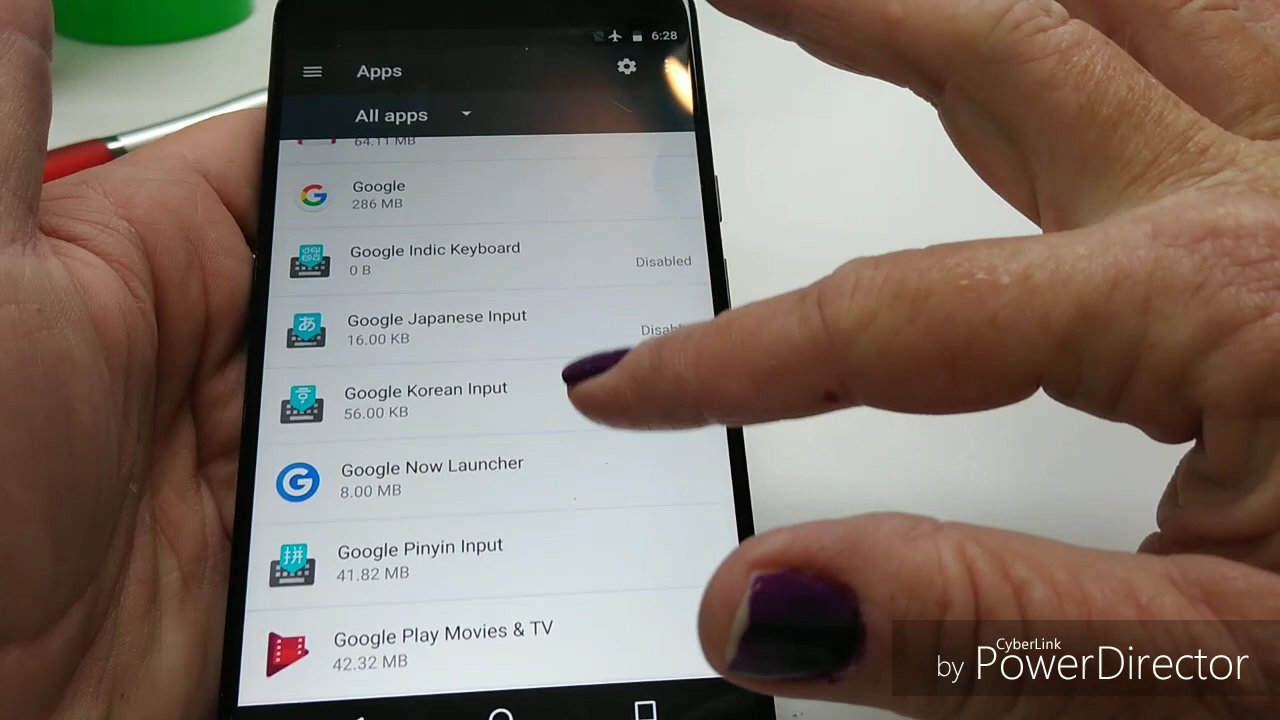 6:28
Apps
All apps
64.11 MB
Google
286 MB
Google Indic Keyboard
0 B
Disabled
Google Japanese Input
16.00 KB
Google Korean Input
56.00 KB
Google Now Launcher
8.00 MB
拼
Google Pinyin Input
41.82 MB
Google Play Movies & TV
42.32 MB
CyberLink
by PowerDirector